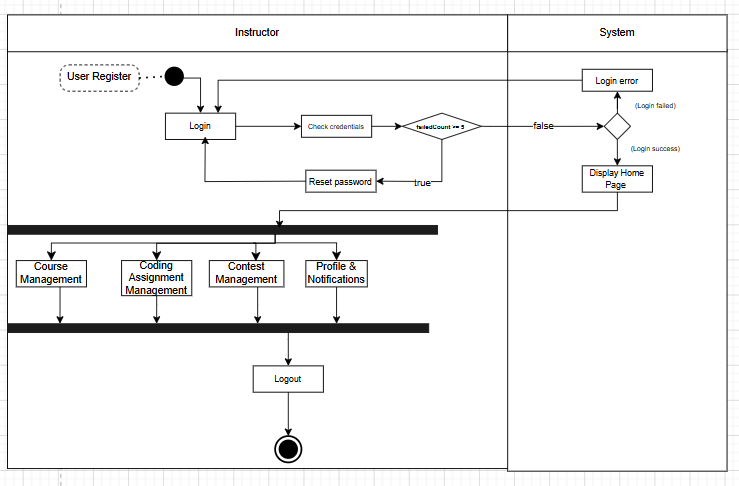 Instructor
System
User Register
Login error
(Login failed)
Login
Check credentials
failedCount >= 5
false
(Login success)
Reset password
true
Display Home
Page
Course
Management
Coding
Assignment
Management
Contest
Management
Profile &
Notifications
Logout